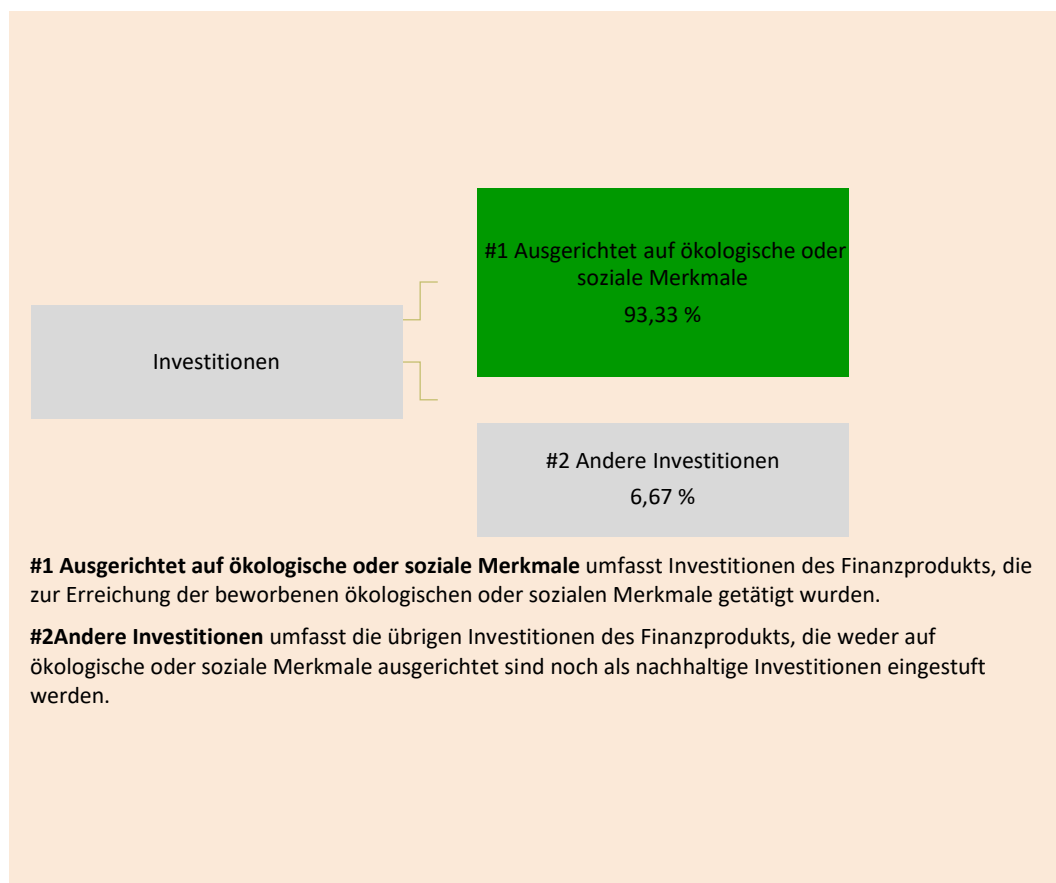 #1 Ausgerichtet auf ökologische oder
soziale Merkmale
93,33 %
Investitionen
#2 Andere Investitionen
6,67 %
#1 Ausgerichtet auf ökologische oder soziale Merkmale umfasst Investitionen des Finanzprodukts, die
zur Erreichung der beworbenen ökologischen oder sozialen Merkmale getätigt wurden.
#2Andere Investitionen umfasst die übrigen Investitionen des Finanzprodukts, die weder auf
ökologische oder soziale Merkmale ausgerichtet sind noch als nachhaltige Investitionen eingestuft
werden.